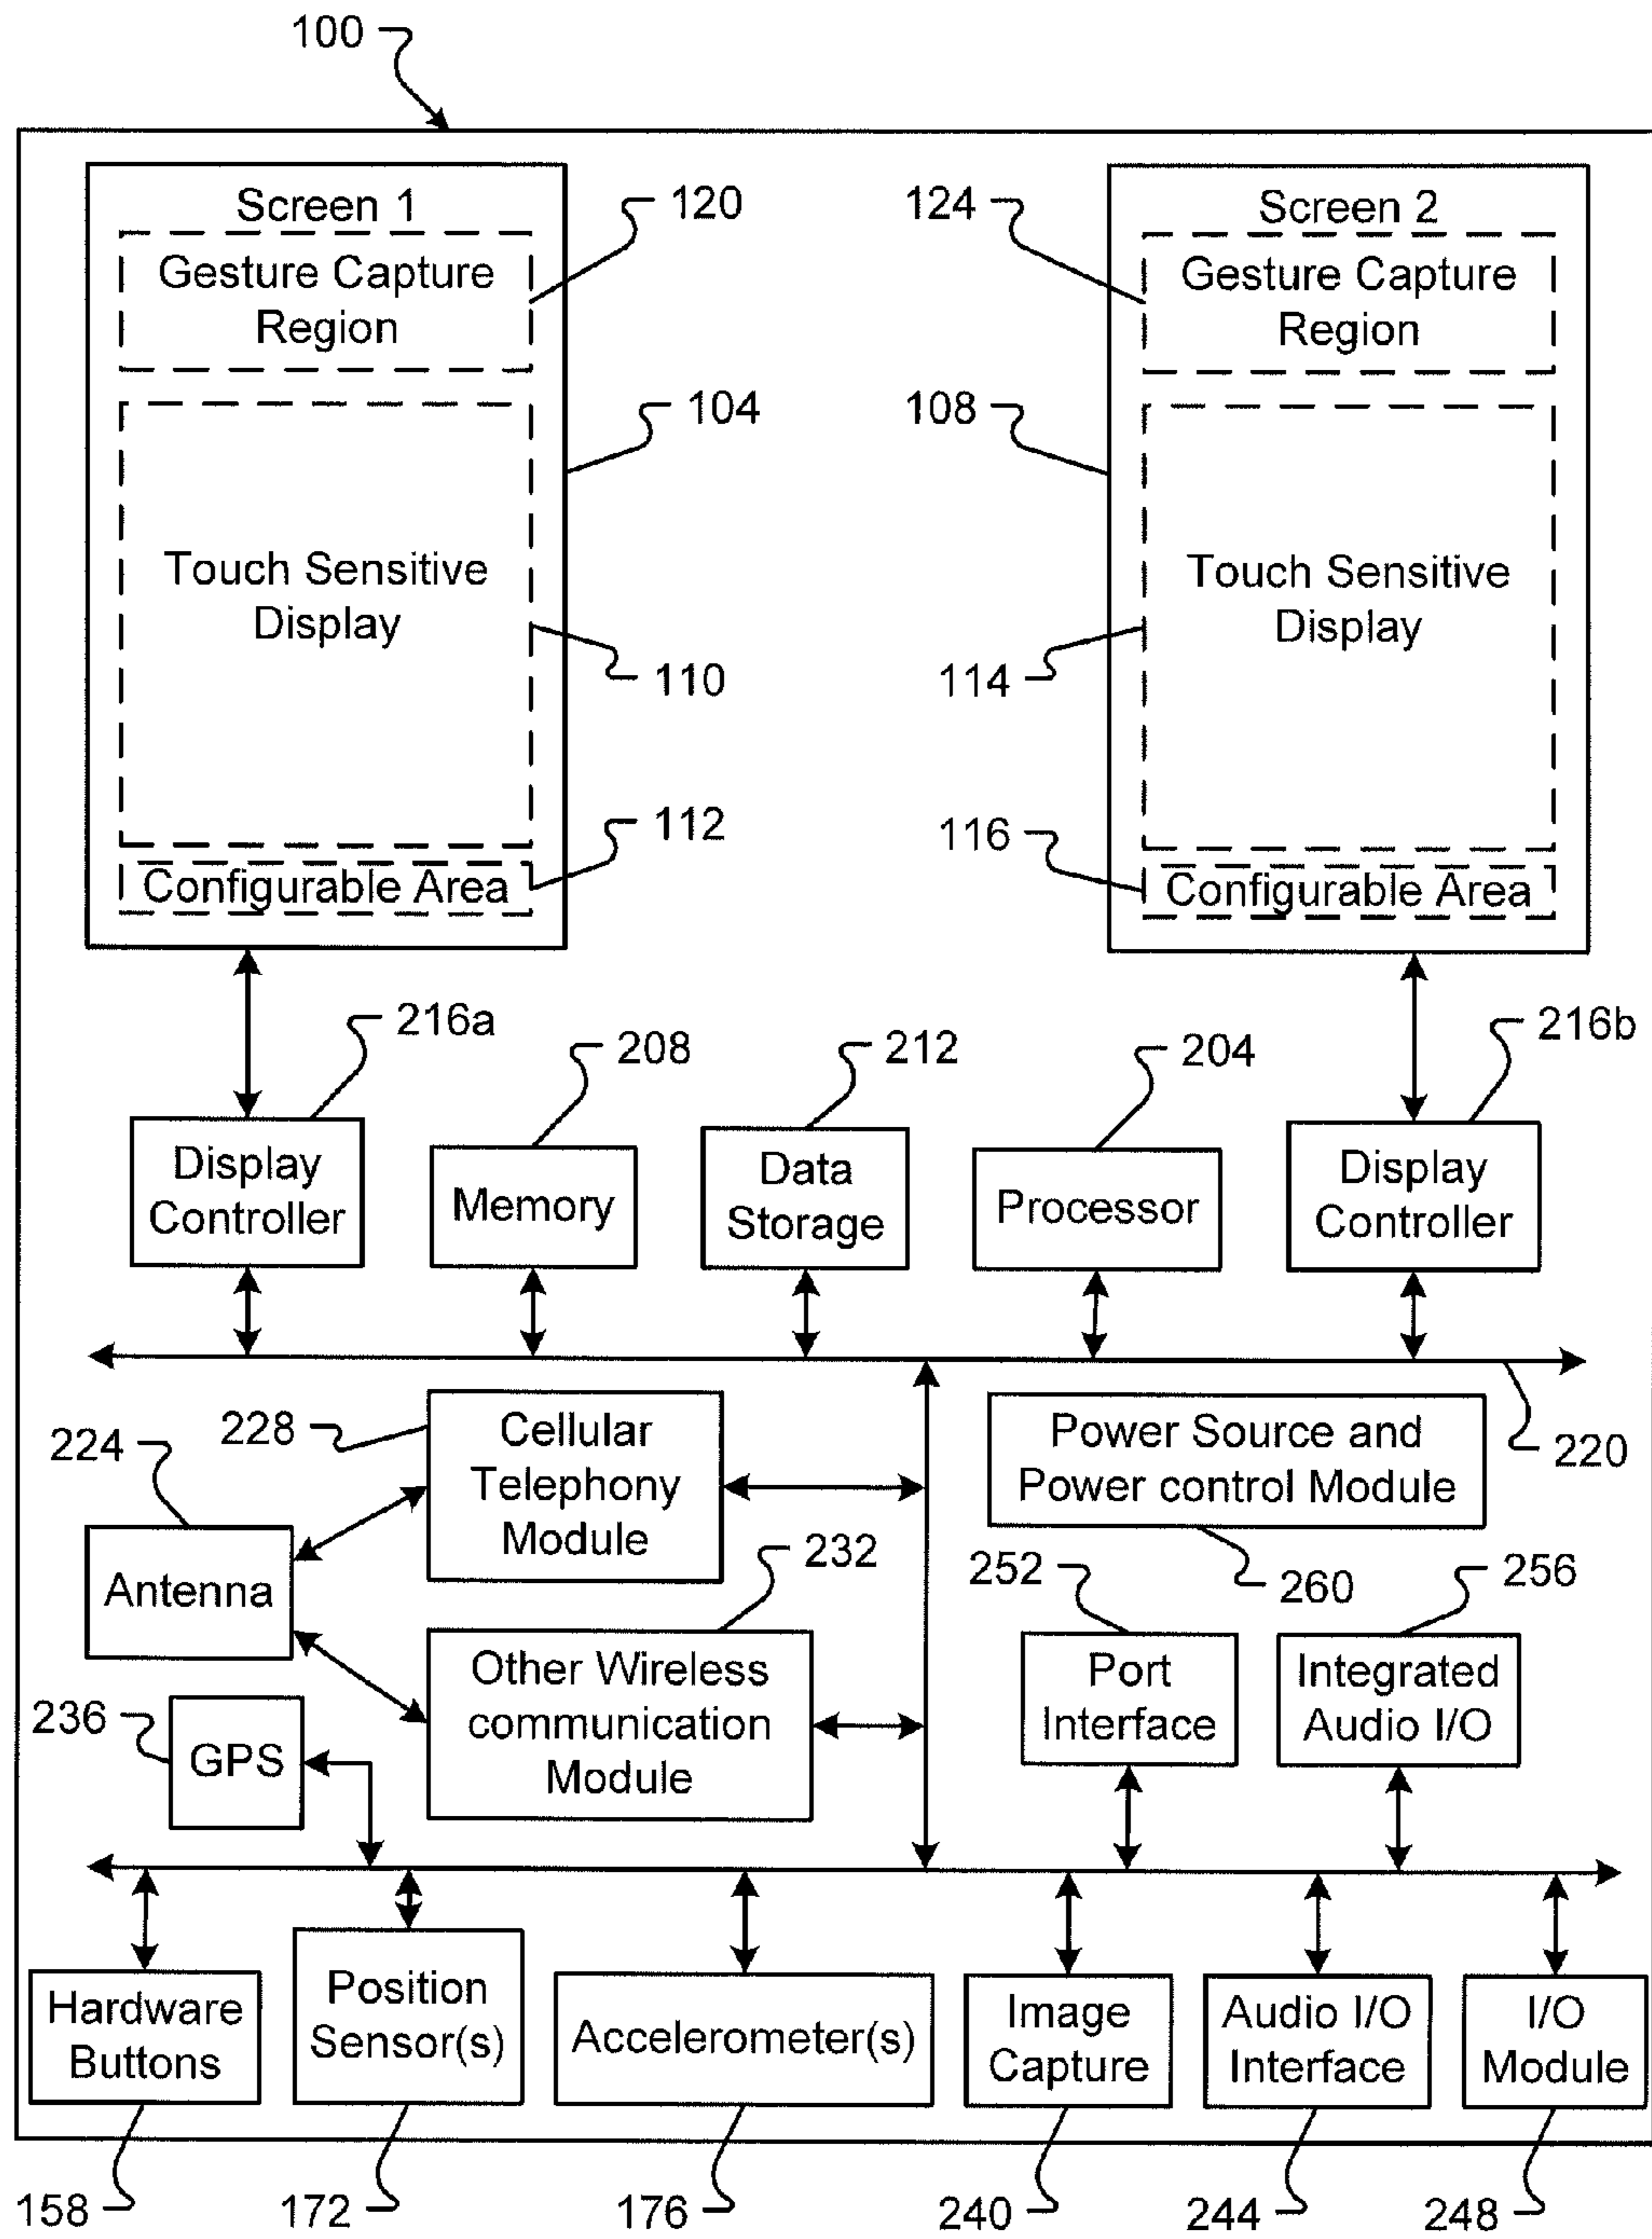 100
Screen 1
120
124
Screen 2
Gesture Capture
Region
Gesture Capture
Region
104
108
Touch Sensitive
Display
Touch Sensitive
Display
110
114
112
116
Configurable Area
Configurable Area
216a
208
212
204
216b
Display
Controller
Memory
Data
Storage
Processor
Display
Controller
228
Cellular
Telephony
Module
Power Source and
Power control Module
220
224
232
252
260
256
Antenna
Other Wireless
communication
Module
Port
Interface
Integrated
Audio I/O
236
GPS
Hardware
Buttons
Position
Sensor(s)
Accelerometer(s)
Image
Capture
Audio I/O
Interface
I/O
Module
158
172
176
240
244
248